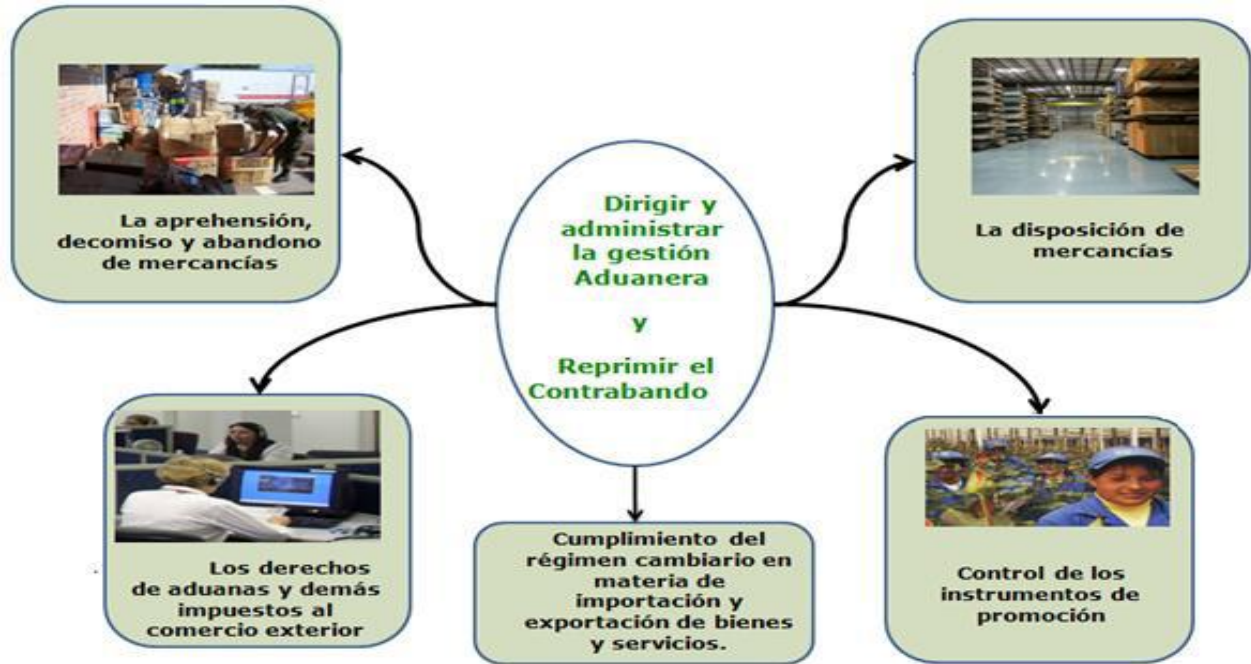 La aprehensión,
decomiso y abandono
de mercancías
La disposición de
mercancías
Dirigir y
administrar
la gestión
Aduanera
y
Reprimir el
Contrabando
Los derechos
de aduanas y demás
impuestos al
comercio exterior
Cumplimiento del
régimen cambiario en
materia de
importación y
exportación de bienes
y servicios.
Control de los
instrumentos de
promoción